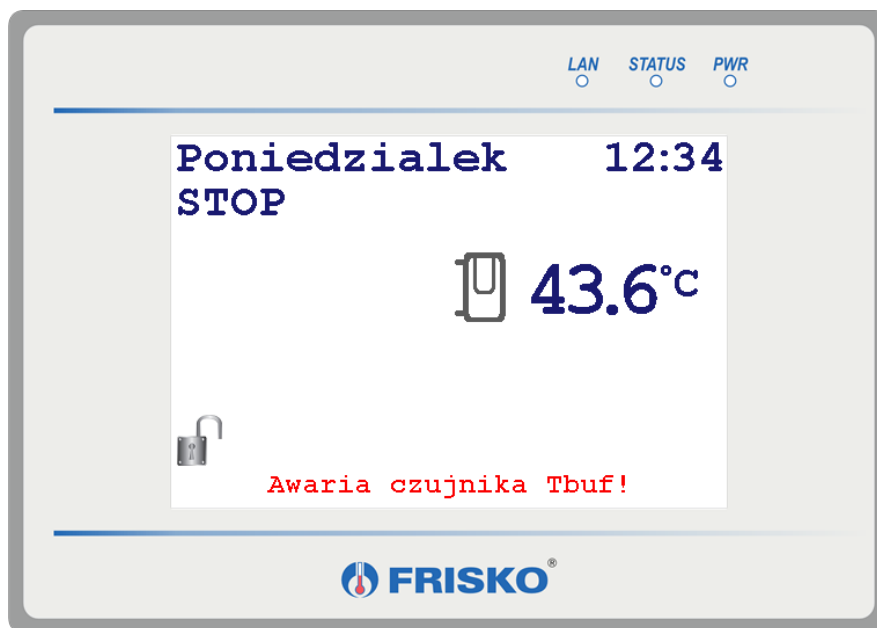 LAN STATUS PWR
Poniedzialek 12:34
STOP
43.6°C
Awaria czujnika Tbuf!
FRISKO®